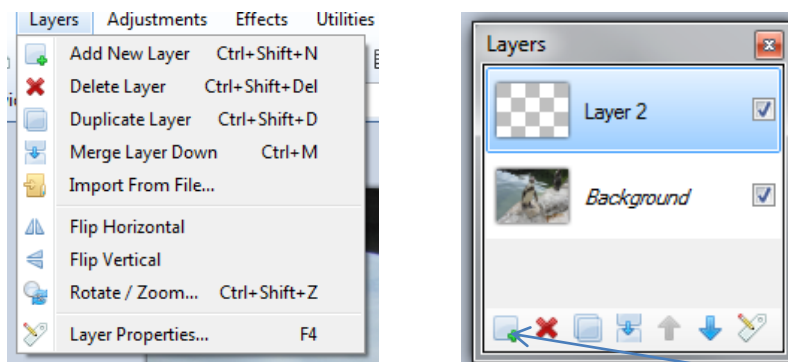 Layers Adjustments Effects Utilities
Add New Layer Ctrl+Shift+N
Delete Layer Ctrl+Shift+Del
Duplicate Layer Ctrl+Shift+D
Merge Layer Down Ctrl+M
Import From File...
Flip Horizontal
Flip Vertical
Rotate / Zoom... Ctrl+Shift+Z
Layer Properties... F4
Layers
Layer 2
Background